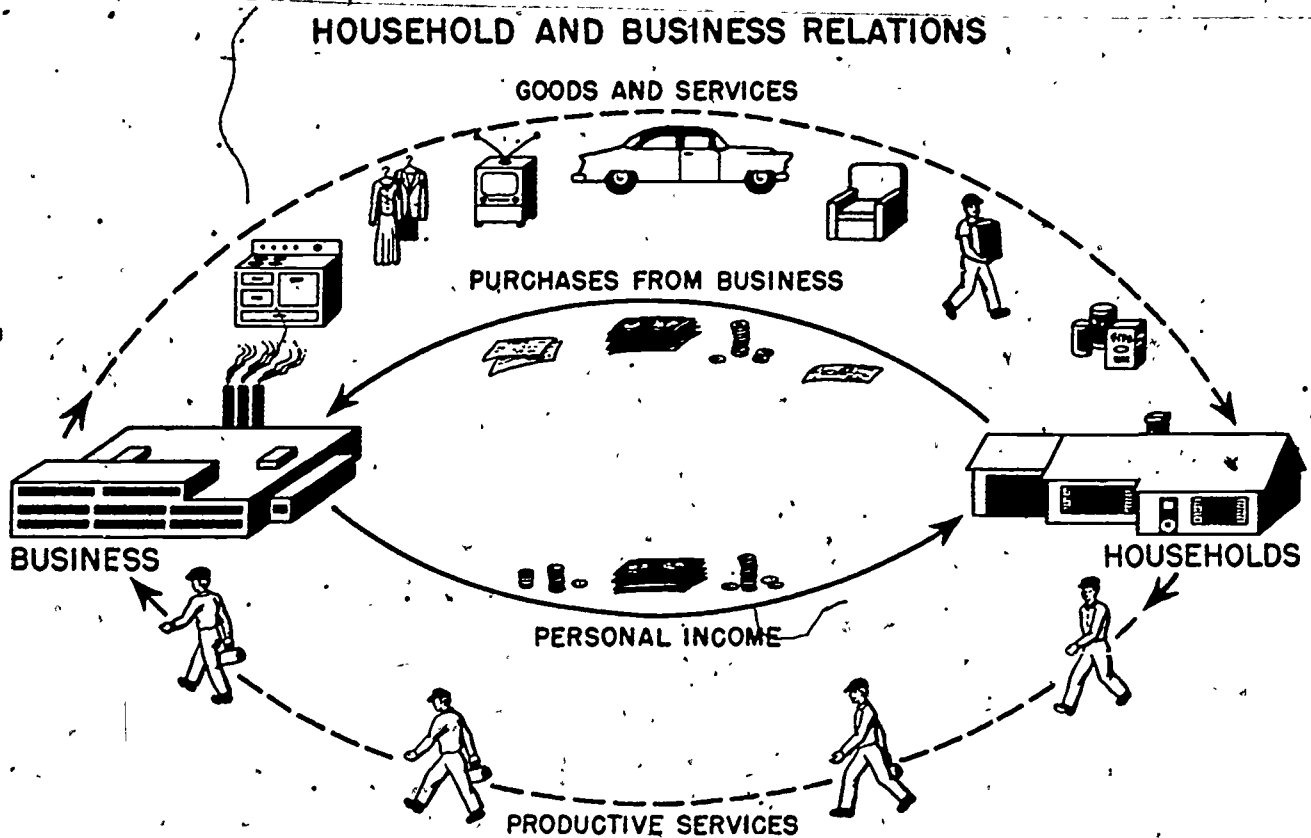 HOUSEHOLD AND BUSINESS RELATIONS
GOODS AND SERVICES
PURCHASES FROM BUSINESS
BUSINESS
HOUSEHOLDS
PERSONAL INCOME
PRODUCTIVE SERVICES